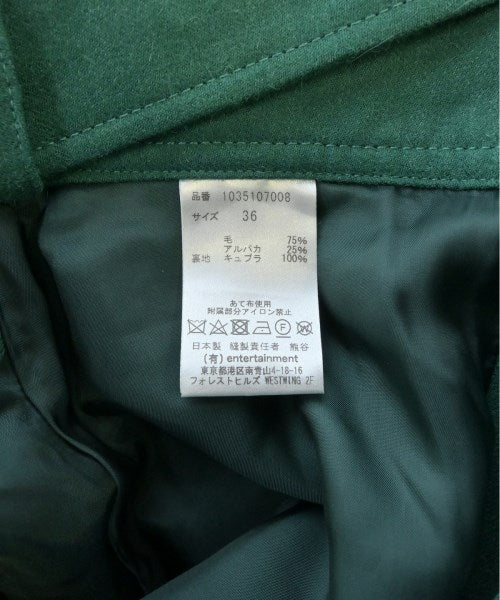 品番 1035107008
サイズ 36
毛 75%
アルパカ 25%
裏地 キュプラ 100%
あて布使用
附属部分アイロン禁止
日本製 縫製責任者 熊谷
(有) entertainment
東京都港区南青山4-18-16
フォレストヒルズ WESTWING 2F